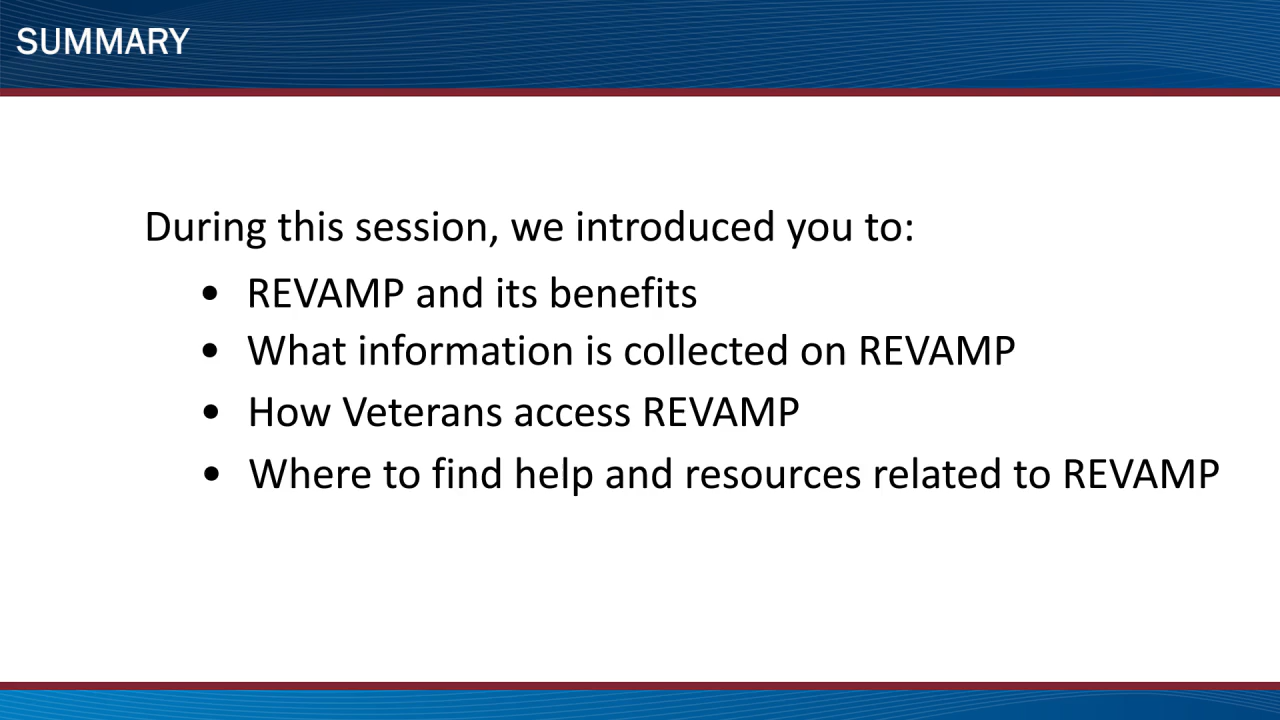 SUMMARY
During this session, we introduced you to:
• REVAMP and its benefits
• What information is collected on REVAMP
• How Veterans access REVAMP
• Where to find help and resources related to REVAMP